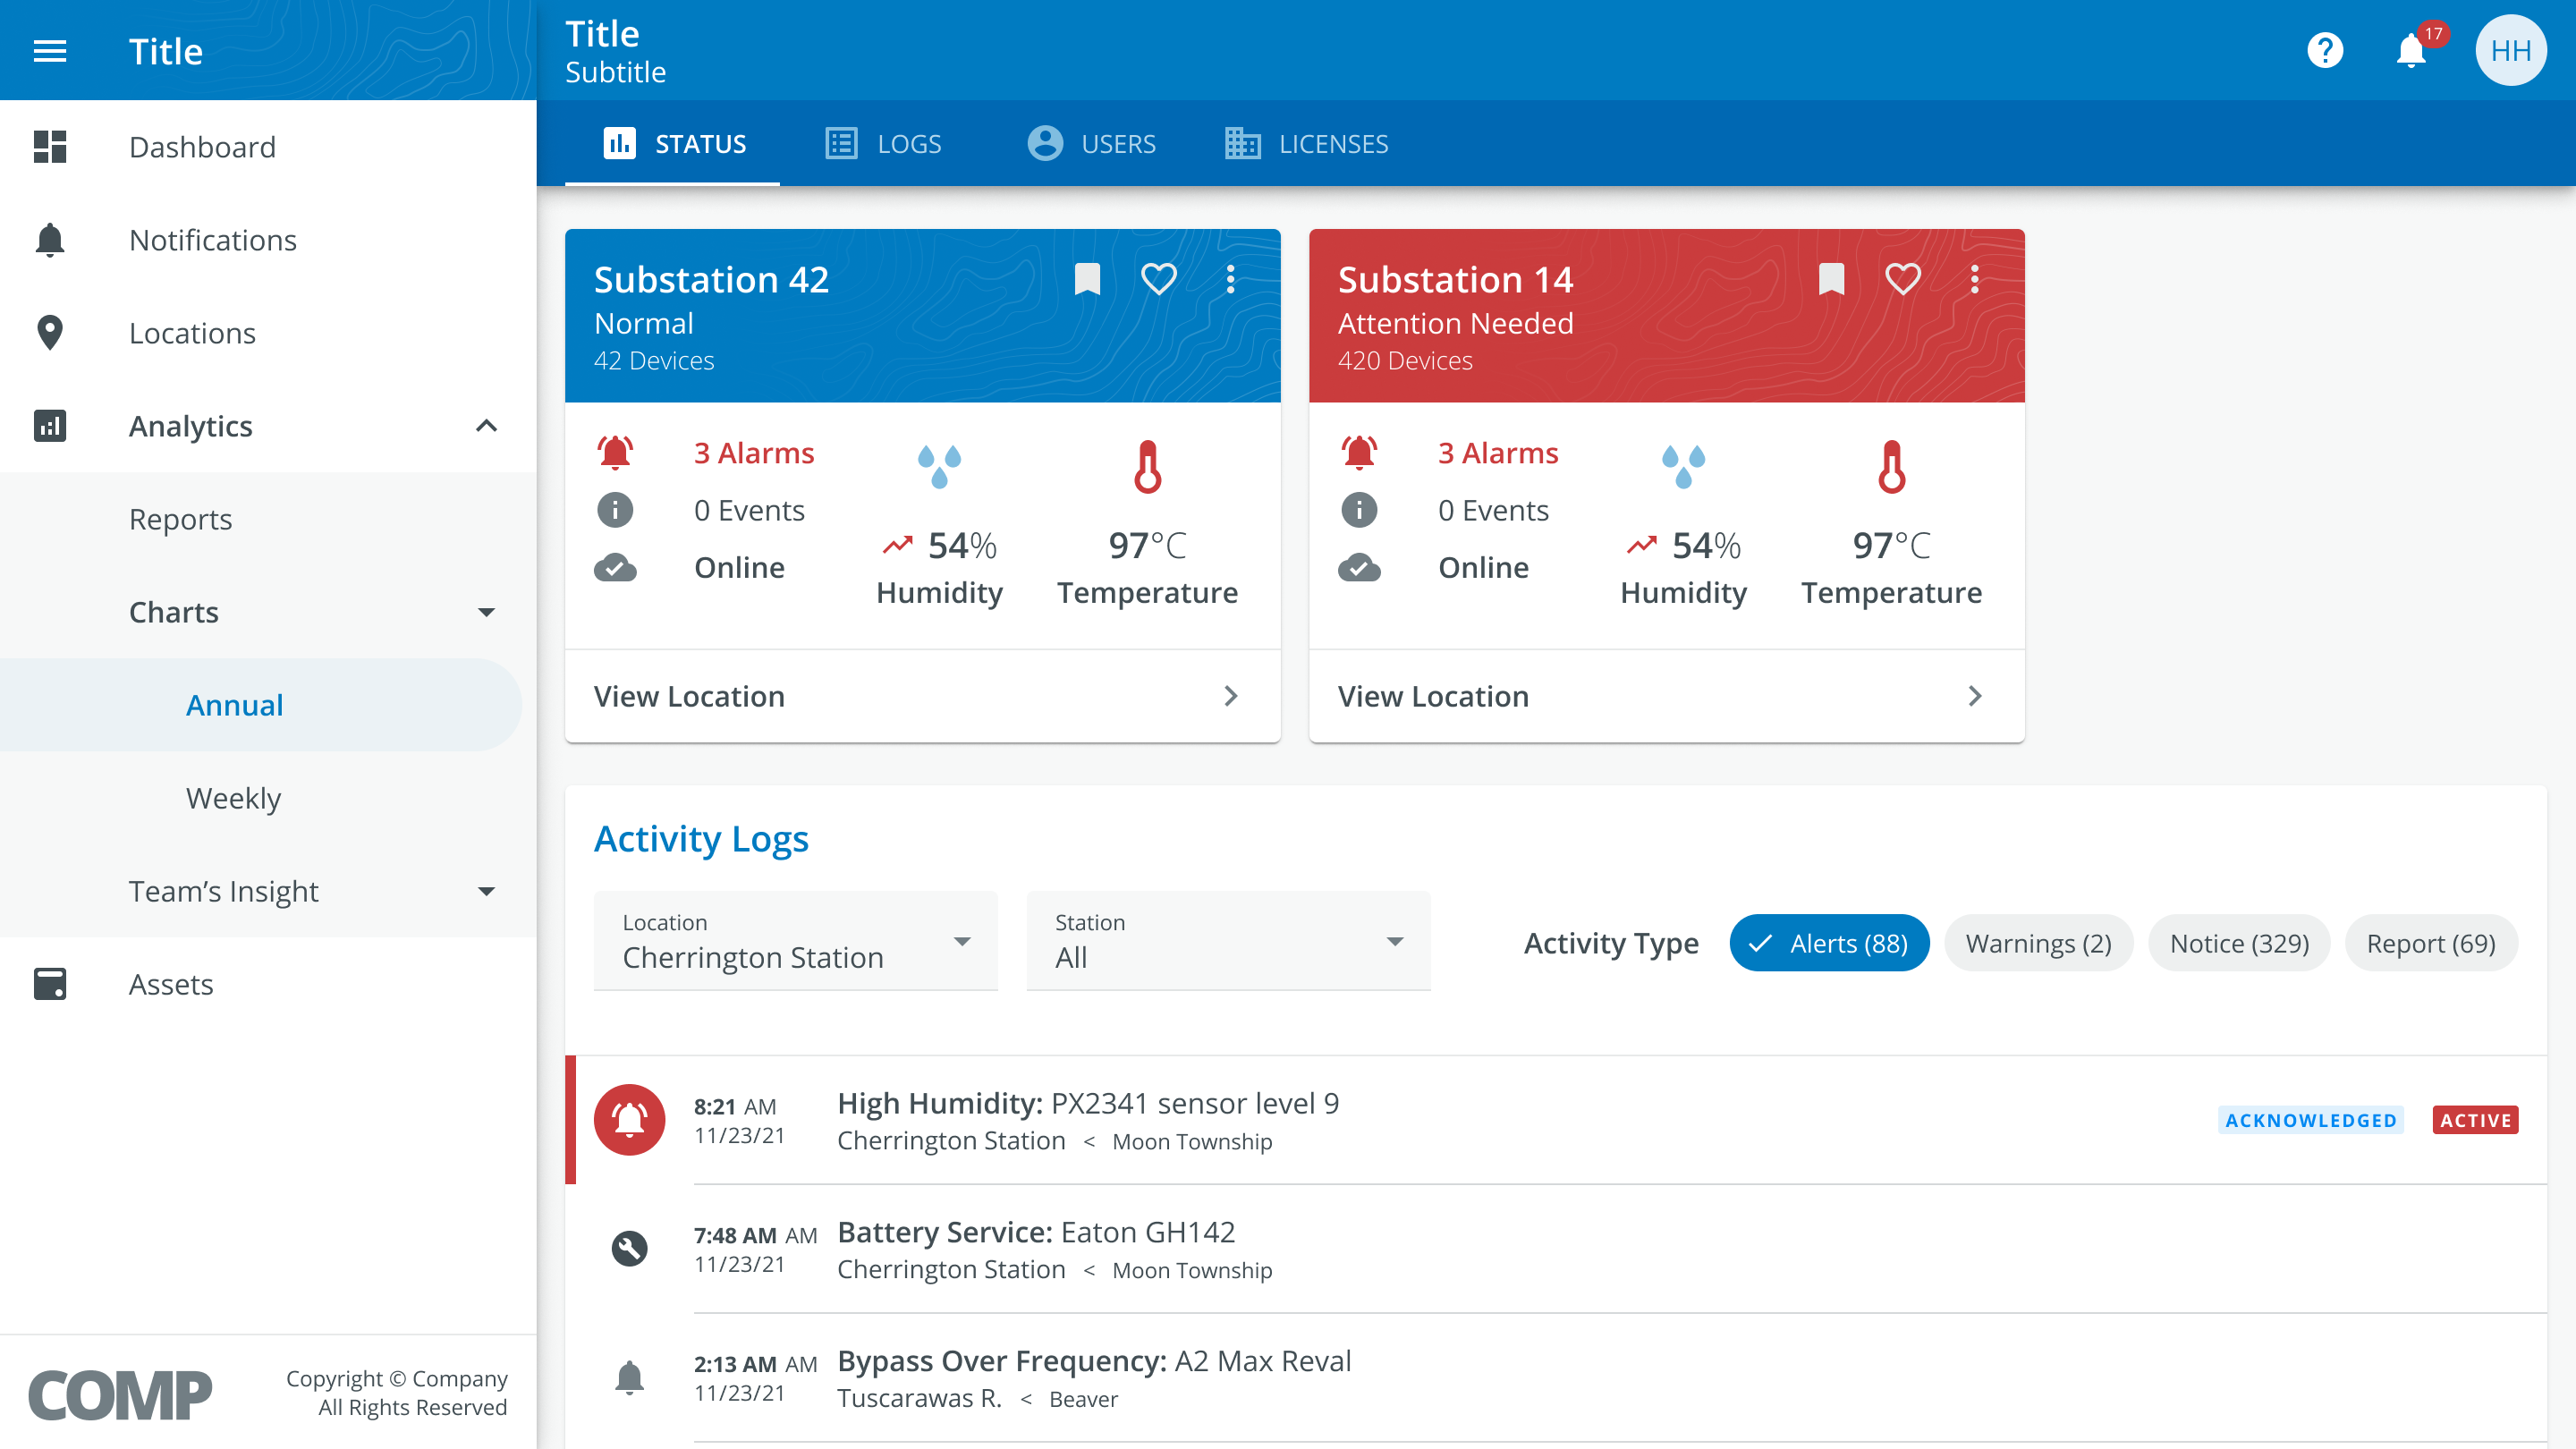 Title
Dashboard
Notifications
Locations
Analytics
Reports
Charts
Annual
Weekly
Team’s Insight
Assets
COMP
Copyright © Company
All Rights Reserved
Title
Subtitle
17
HH
STATUS LOGS USERS LICENSES
Substation 42
Normal
42 Devices
3 Alarms
0 Events
Online
54%
Humidity
97°C
Temperature
View Location
Substation 14
Attention Needed
420 Devices
3 Alarms
0 Events
Online
54%
Humidity
97°C
Temperature
View Location
Activity Logs
Location
Cherrington Station
Station
All
Activity Type Alerts (88) Warnings (2) Notice (329) Report (69)
8:21 AM
11/23/21
High Humidity: PX2341 sensor level 9
Cherrington Station < Moon Township
ACKNOWLEDGED ACTIVE
7:48 AM AM
11/23/21
Battery Service: Eaton GH142
Cherrington Station < Moon Township
2:13 AM AM
11/23/21
Bypass Over Frequency: A2 Max Reval
Tuscarawas R. < Beaver